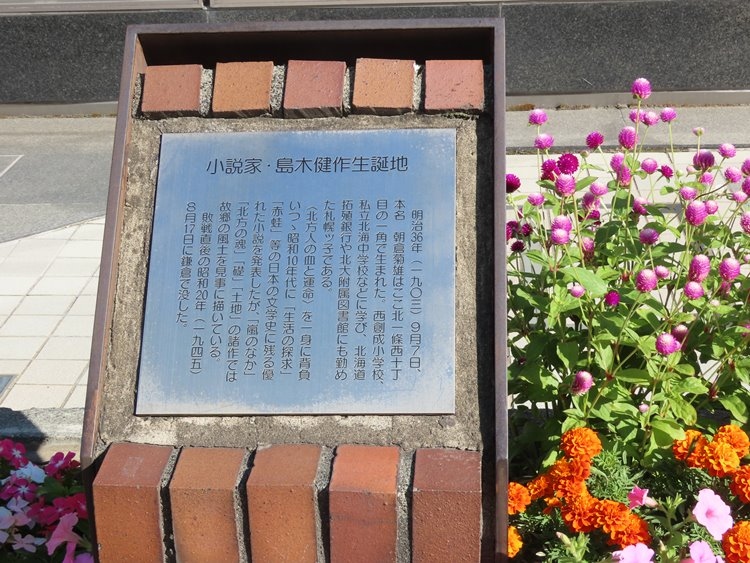 小説家・島木健作生誕地
明治36年(一九〇三)9月7日、
本名 朝倉菊雄はここ北一條西十丁
目の一角で生まれた。西創成小学校、
私立北海中学校などに学び、北海道
拓殖銀行や北大附属図書館にも勤め
た札幌ッ子である。
〈北方人の血と運命〉を一身に背負
いつゝ昭和10年代に「生活の探求」
「赤蛙」等の日本の文学史に残る優
れた小説を発表したが、「嵐のなか」
「北方の魂」「礎」「土地」の諸作では
故郷の風土を見事に描いている。
敗戦直後の昭和20年(一九四五)
8月17日に鎌倉で没した。